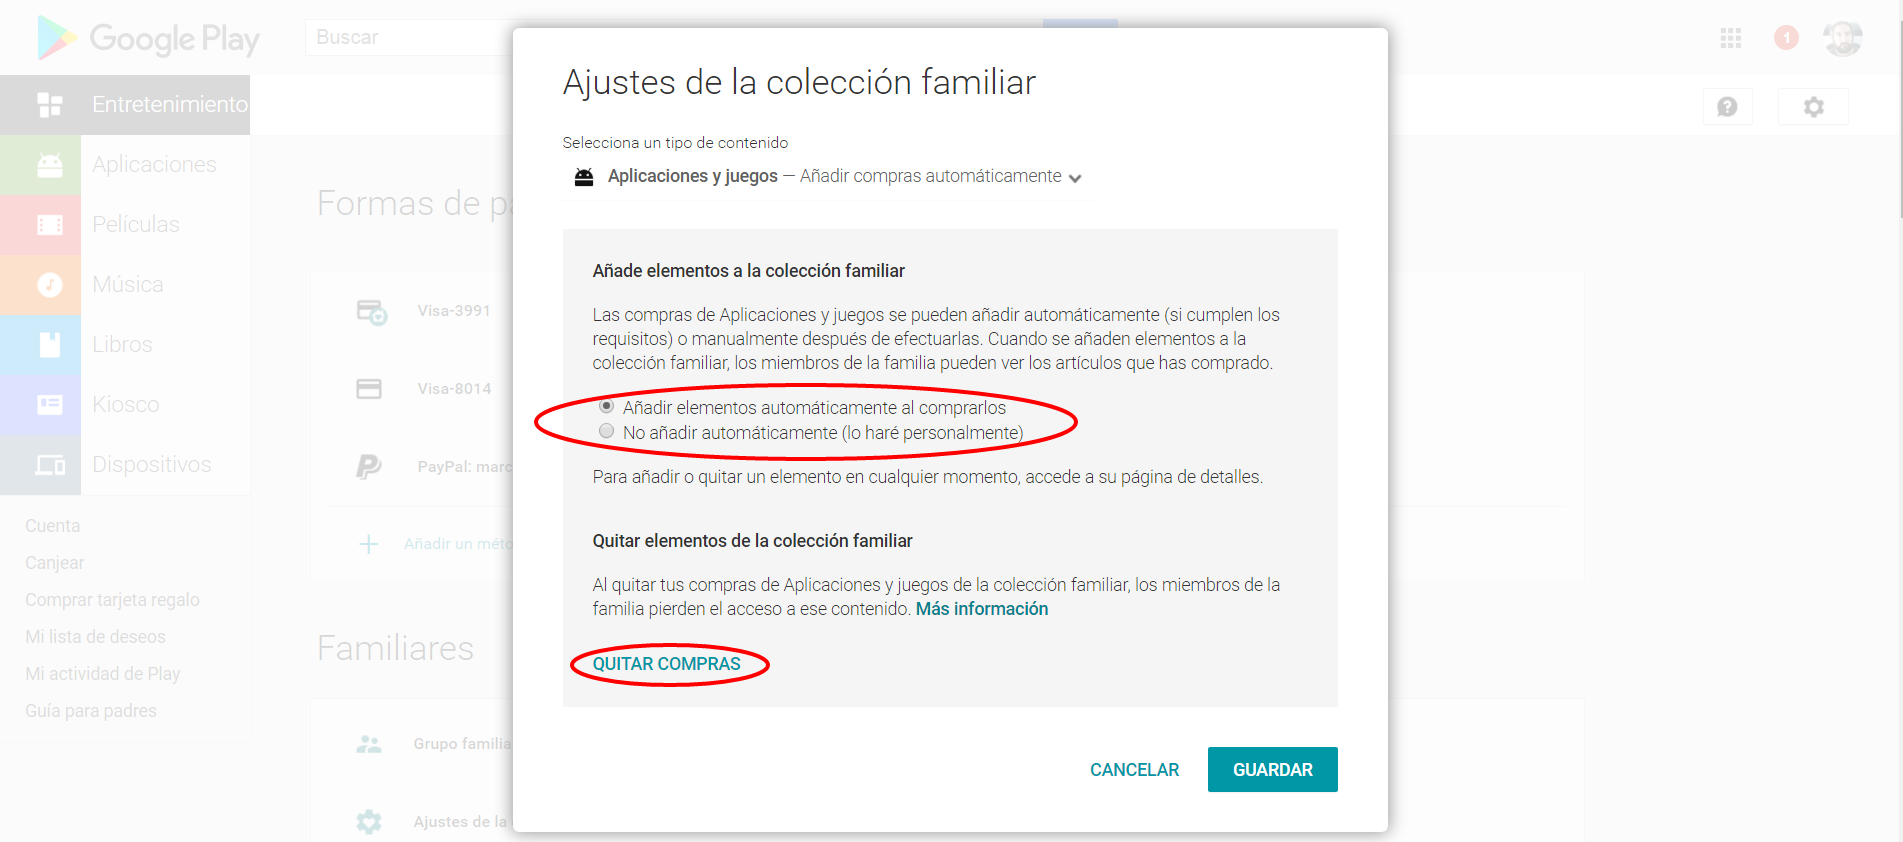 Google Play
Buscar
1
Entretenimiento
Aplicaciones
Películas
Música
Libros
Kiosco
Dispositivos
Cuenta
Canjear
Comprar tarjeta regalo
Mi lista de deseos
Mi actividad de Play
Guía para padres
Formas de
Visa-3991
Visa-8014
PayPal:
Añadir un
Familiares
Grupo
Ajustes de la
Ajustes de la colección familiar
Selecciona un tipo de contenido
Aplicaciones y juegos — Añadir compras automáticamente
Añade elementos a la colección familiar
Las compras de Aplicaciones y juegos se pueden añadir automáticamente (si cumplen los
requisitos) o manualmente después de efectuarlas. Cuando se añaden elementos a la
colección familiar, los miembros de la familia pueden ver los artículos que has comprado.
Añadir elementos automáticamente al comprarlos
No añadir automáticamente (lo haré personalmente)
Para añadir o quitar un elemento en cualquier momento, accede a su página de detalles.
Quitar elementos de la colección familiar
Al quitar tus compras de Aplicaciones y juegos de la colección familiar, los miembros de la
familia pierden el acceso a ese contenido. Más información
QUITAR COMPRAS
CANCELAR
GUARDAR